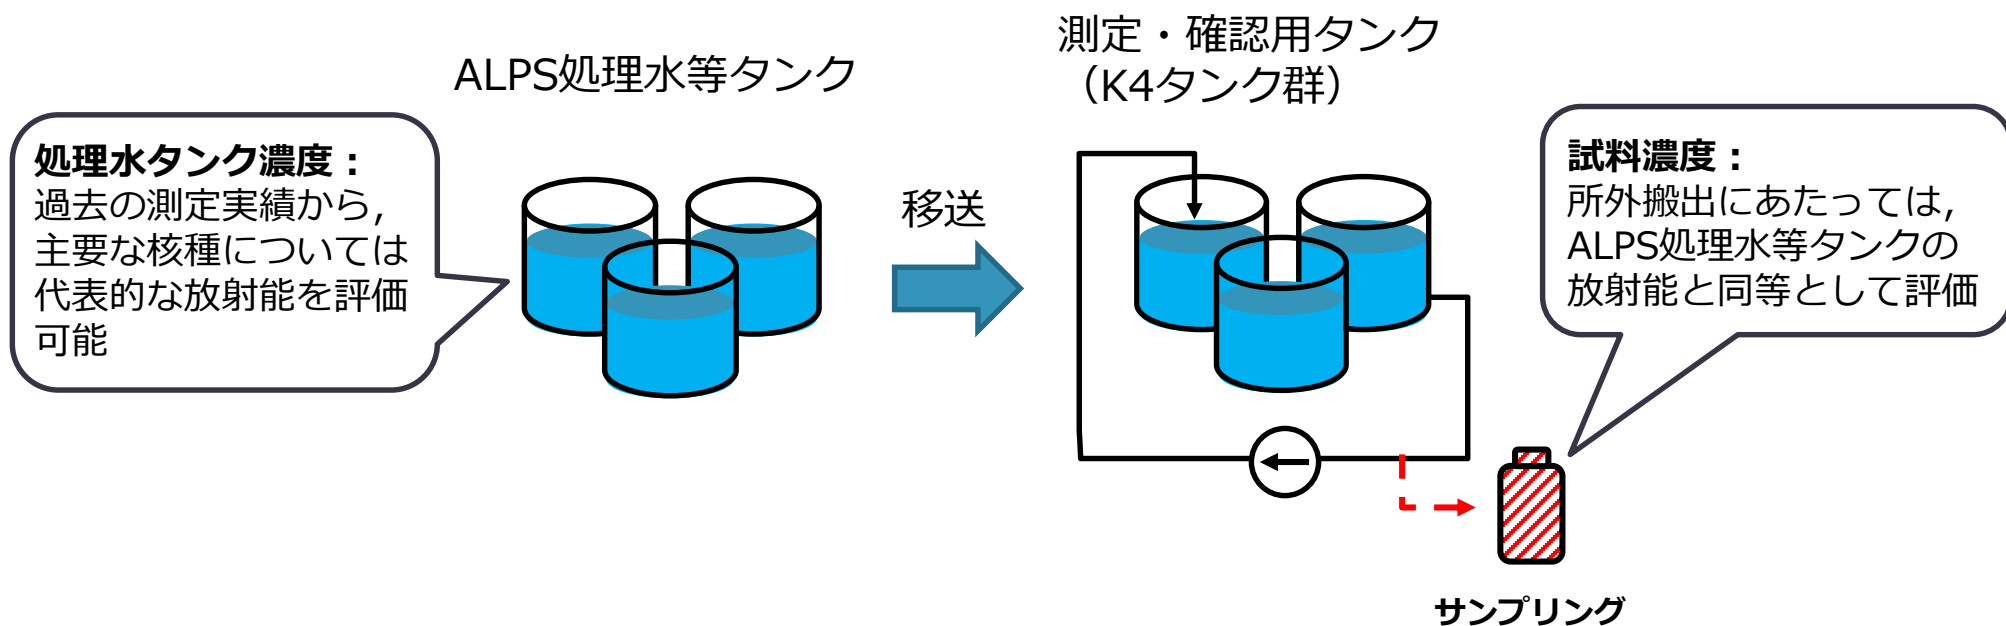 ALPS処理水等タンク
測定・確認用タンク
（K4タンク群）
処理水タンク濃度：
過去の測定実績から,
主要な核種については
代表的な放射能を評価
可能
移送
試料濃度：
所外搬出にあたっては,
ALPS処理水等タンクの
放射能と同等として評価
サンプリング